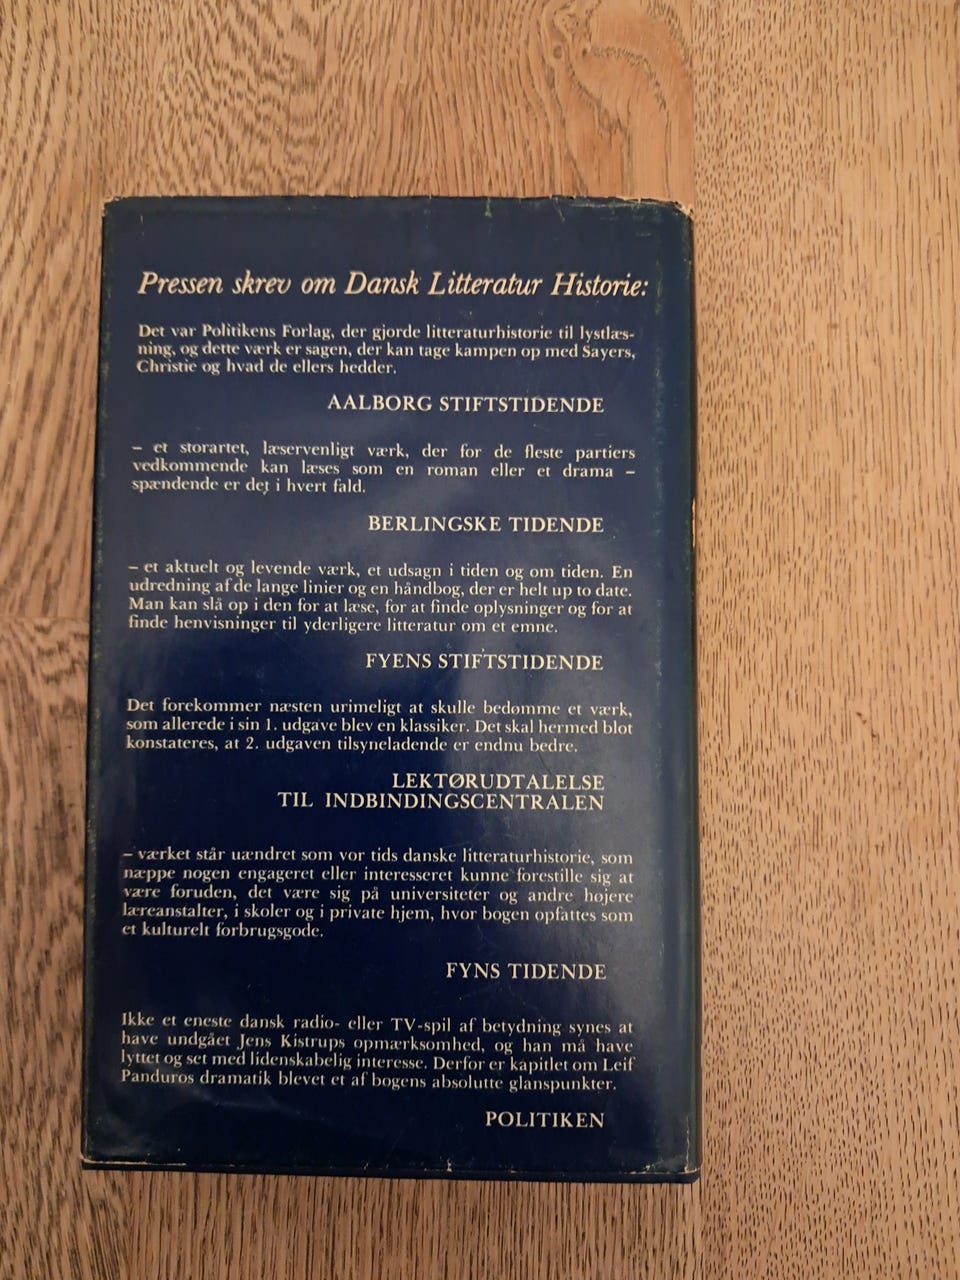 Pressen skrev om Dansk Litteratur Historie:
Det var Politikens Forlag, der gjorde litteraturhistorie til lystlæs-
ning, og dette værk er sagen, der kan tage kampen op med Sayers,
Christie og hvad de ellers hedder.
AALBORG STIFTSTIDENDE
– et storartet, læservenligt værk, der for de fleste partiers
vedkommende kan læses som en roman eller et drama –
spændende er det i hvert fald.
BERLINGSKE TIDENDE
– et aktuelt og levende værk, et udsagn i tiden og om tiden. En
udredning af de lange linier og en håndbog, der er helt up to date.
Man kan slå op i den for at læse, for at finde oplysninger og for at
finde henvisninger til yderligere litteratur om et emne.
FYENS STIFTSTIDENDE
Det forekommer næsten urimeligt at skulle bedømme et værk,
som allerede i sin 1. udgave blev en klassiker. Det skal hermed blot
konstateres, at 2. udgaven tilsyneladende er endnu bedre.
LEKTØRUDTALELSE
TIL INDBINDINGSCENTRALEN
– værket står uændret som vor tids danske litteraturhistorie, som
næppe nogen engageret eller interesseret kunne forestille sig at
være foruden, det være sig på universiteter og andre højere
læreanstalter, i skoler og i private hjem, hvor bogen opfattes som
et kulturelt forbrugsgode.
FYNS TIDENDE
Ikke et eneste dansk radio- eller TV-spil af betydning synes at
have undgået Jens Kistrups opmærksomhed, og han må have
lyttet og set med lidenskabelig interesse. Derfor er kapitlet om Leif
Panduros dramatik blevet et af bogens absolutte glanspunkter.
POLITIKEN